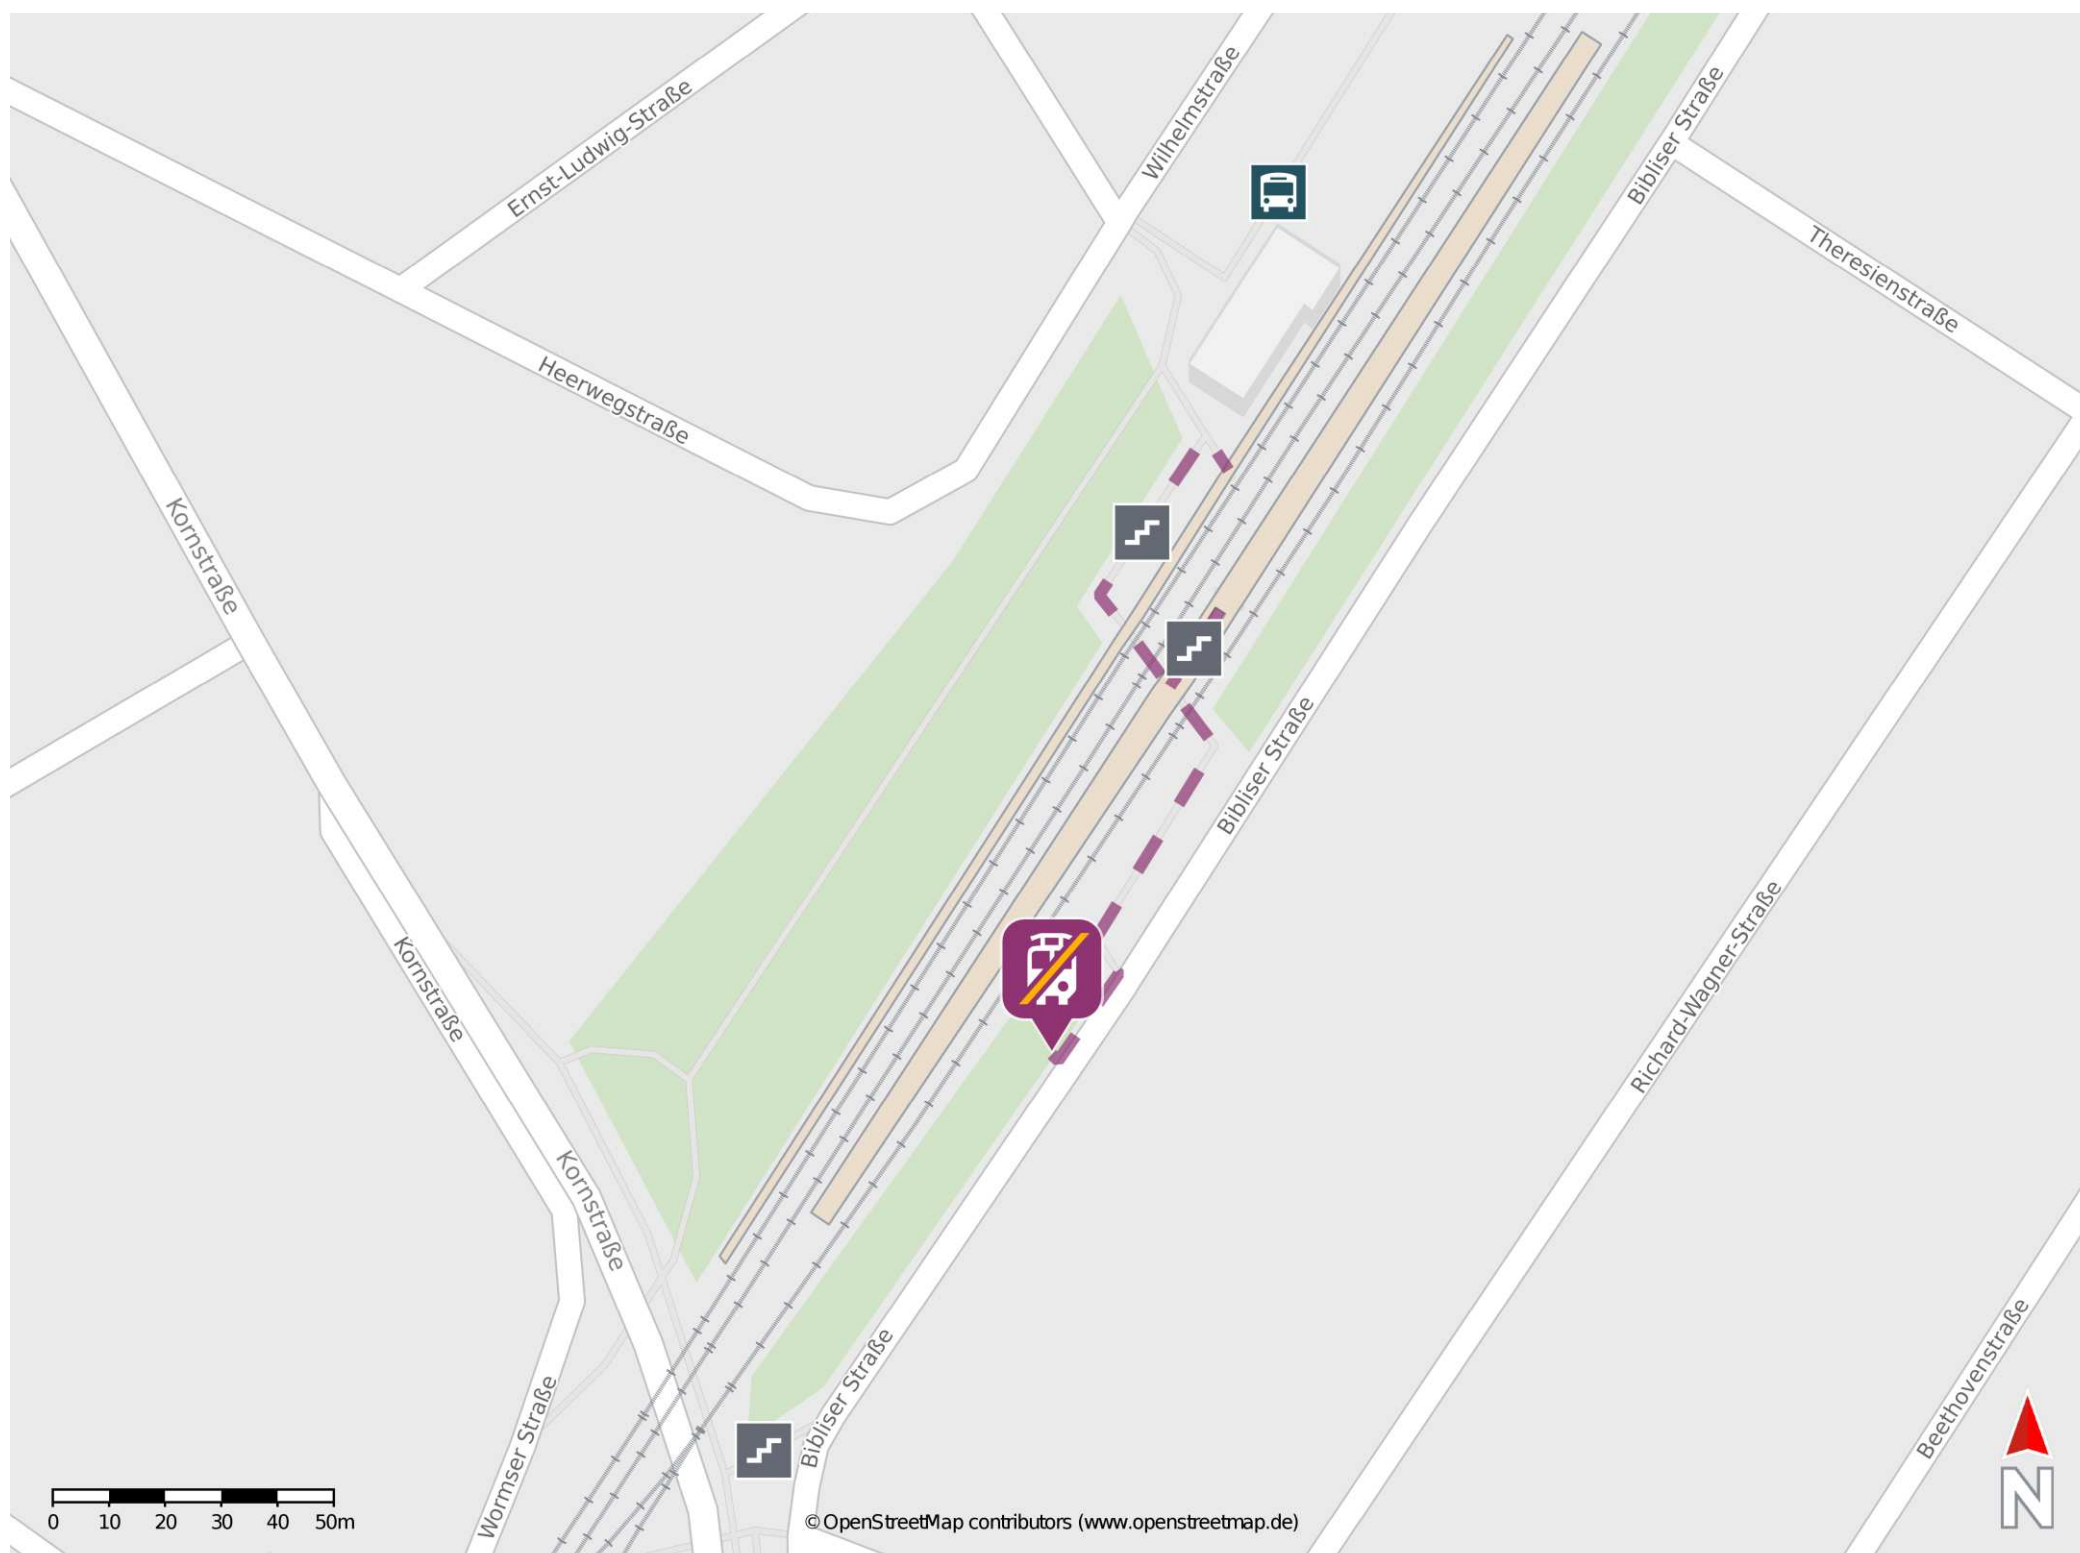 Wilhelmstraße
Bibliser Straße
Ernst-Ludwig-Straße
Theresienstraße
Heerwegstraße
Kornstraße
Bibliser Straße
Kornstraße
Richard-Wagner-Straße
Kornstraße
Bibliser Straße
Beethovenstraße
Wormser Straße
N
0 10 20 30 40 50m
© OpenStreetMap contributors (www.openstreetmap.de)